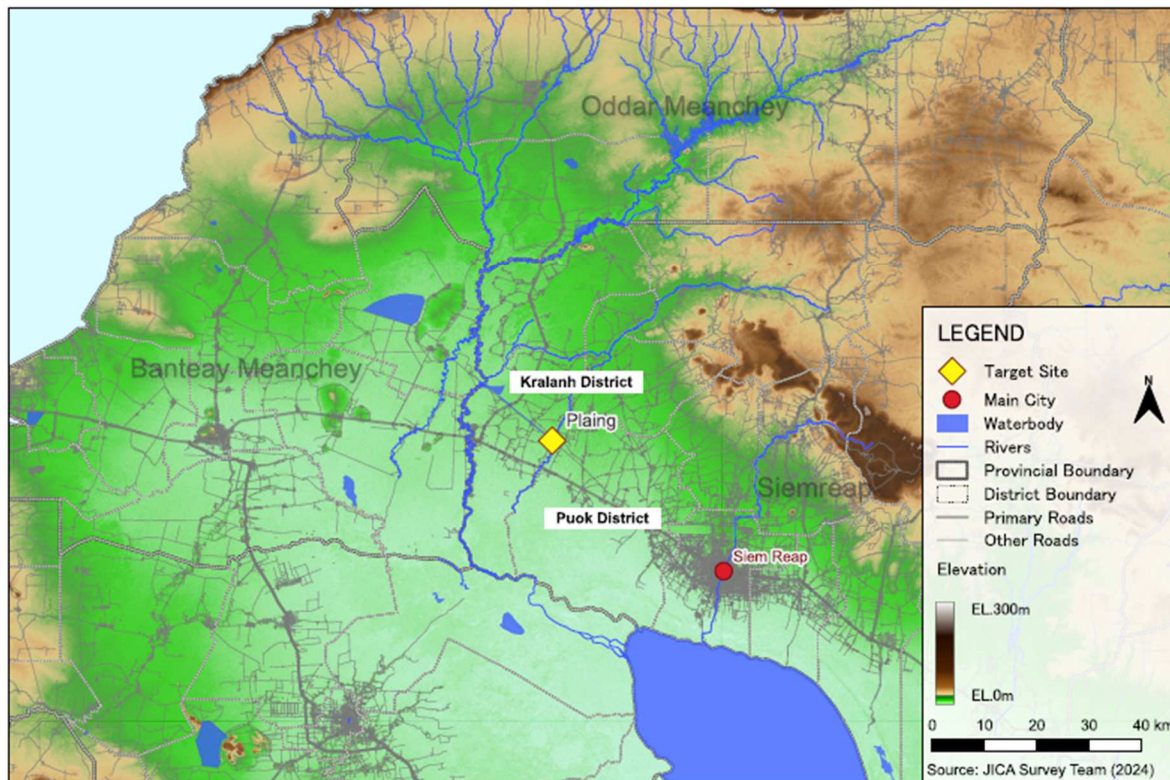 Oddar Meanchey
Banteay Meanchey
Kralanh District
Plaing
Siemreap
Puok District
Siem Reap
LEGEND
Target Site
Main City
Waterbody
Rivers
Provincial Boundary
District Boundary
Primary Roads
Other Roads
Elevation
EL.300m
EL.0m
N
0 10 20 30 40 km
Source: JICA Survey Team (2024)